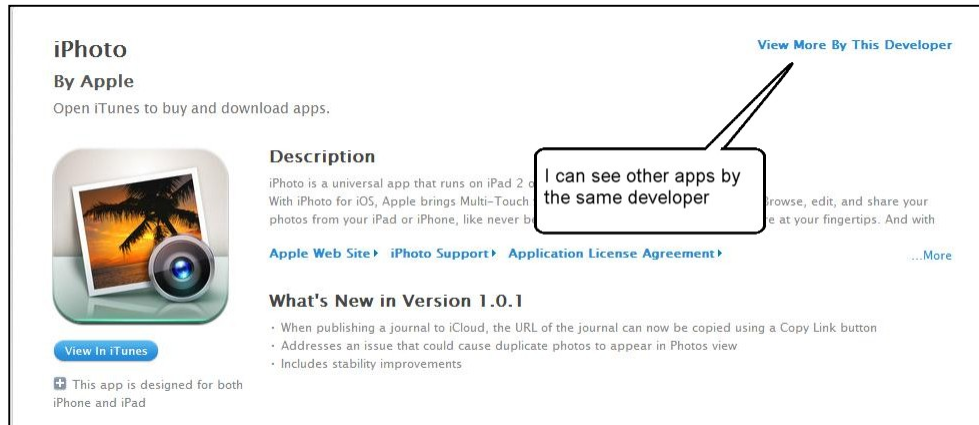 iPhoto
View More By This Developer
By Apple
Open iTunes to buy and download apps.
Description
iPhoto is a universal app that runs on iPad 2 o
With iPhoto for iOS, Apple brings Multi-Touch
Browse, edit, and share your
photos from your iPad or iPhone, like never be
re at your fingertips. And with
I can see other apps by
the same developer
Apple Web Site
iPhoto Support
Application License Agreement
...More
What's New in Version 1.0.1
• When publishing a journal to iCloud, the URL of the journal can now be copied using a Copy Link button
• Addresses an issue that could cause duplicate photos to appear in Photos view
• Includes stability improvements
View In iTunes
This app is designed for both
iPhone and iPad